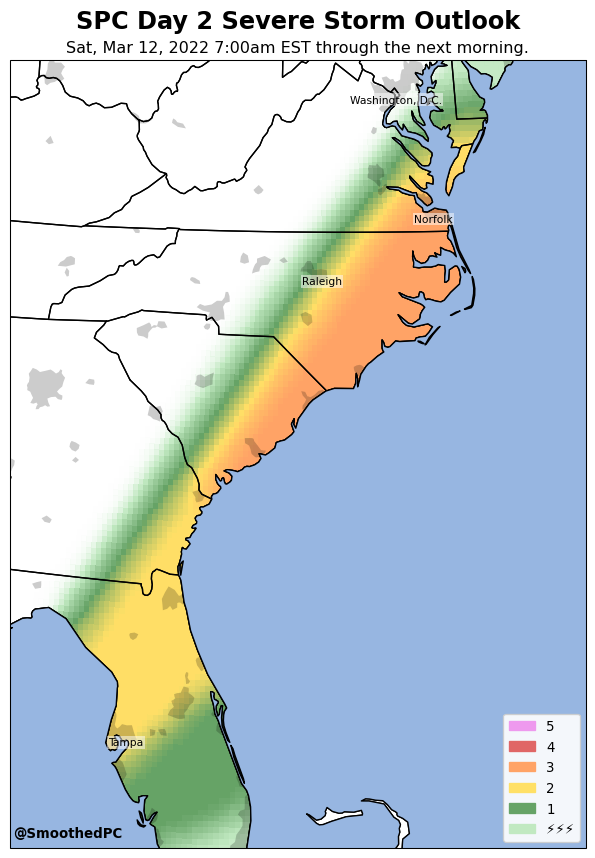 SPC Day 2 Severe Storm Outlook
Sat, Mar 12, 2022 7:00am EST through the next morning.
Washington, D.C.
Norfolk
Raleigh
Tampa
5
4
3
2
1
⚡⚡⚡
@SmoothedPC